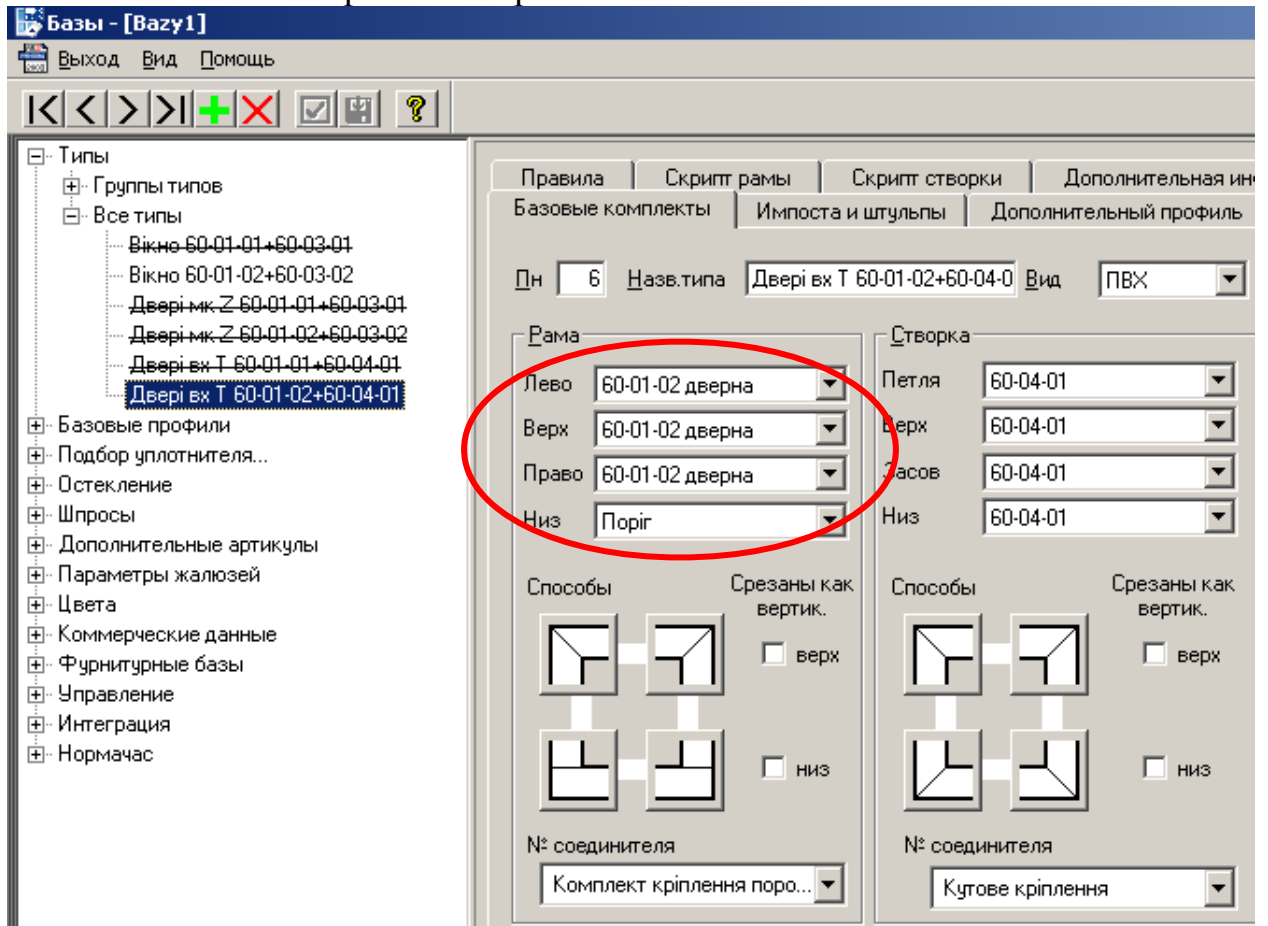 Базы - [Bazy1]
Выход Вид Помощь
Типы
Группы типов
Все типы
Вікно 60-01-01+60-03-01
Вікно 60-01-02+60-03-02
Двері мк Z 60-01-01+60-03-01
Двері мк Z 60-01-02+60-03-02
Двері вх T 60-01-01+60-04-01
Двері вх T 60-01-02+60-04-01
Базовые профили
Подбор уплотнителя...
Остекление
Шпросы
Дополнительные артикулы
Параметры жалюзей
Цвета
Коммерческие данные
Фурнитурные базы
Управление
Интеграция
Нормачас
Правила Скрипт рамы Скрипт створки Дополнительная ин
Базовые комплекты Импоста и штульпы Дополнительный профиль
Пн 6 Назв.типа Двері вх T 60-01-02+60-04-0 Вид ПВХ
Рама Створка
Лево 60-01-02 дверна Петля 60-04-01
Верх 60-01-02 дверна Верх 60-04-01
Право 60-01-02 дверна Засов 60-04-01
Низ Поріг Низ 60-04-01
Способы Срезаны как Способы Срезаны как
вертик. вертик.
верх верх
низ низ
№ соединителя № соединителя
Комплект кріплення поро... Кутове кріплення